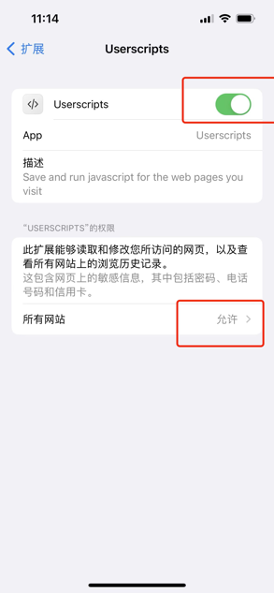 11:14
扩展
Userscripts
Userscripts
App
Userscripts
描述
Save and run javascript for the web pages you
visit
“USERSCRIPTS”的权限
此扩展能够读取和修改您所访问的网页，以及查
看所有网站上的浏览历史记录。
这包含网页上的敏感信息，其中包括密码、电话
号码和信用卡。
所有网站
允许